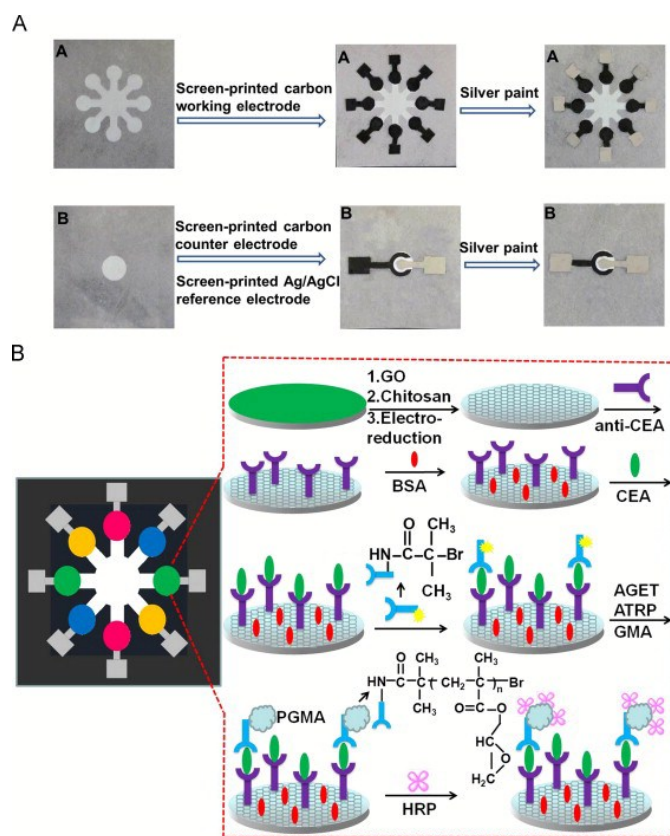 A
A
Screen-printed carbon
working electrode
A
Silver paint
A
B
Screen-printed carbon
counter electrode
Screen-printed Ag/AgCl
reference electrode
B
Silver paint
B
B
1.GO
2.Chitosan
3.Electro-
reduction
anti-CEA
BSA
CEA
O
CH₃
HN
Br
CH₃
AGET
ATRP
GMA
PGMA
HN
O
CH₃
CH₃
CH₂
CH₃
n
Br
C=O
O
HC
O
H₂C
HRP